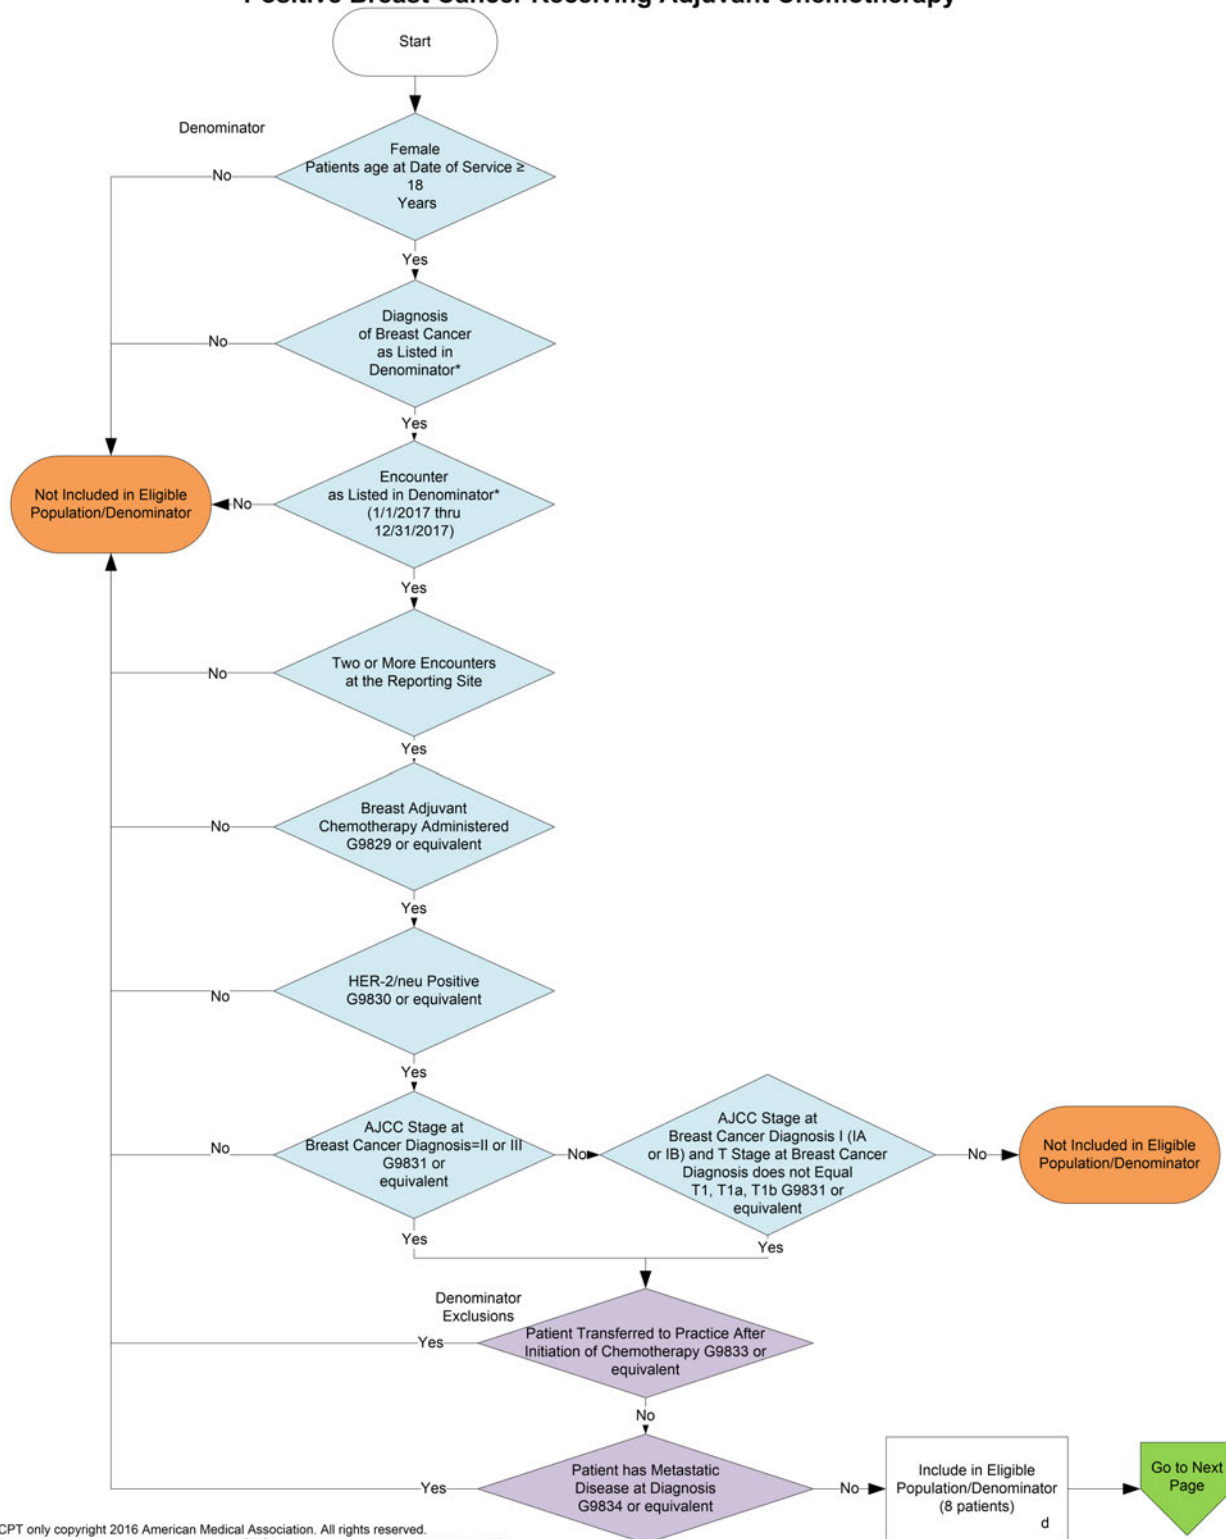 Positive Breast Cancer Receiving Adjuvant Chemotherapy
Start
Denominator
Female
Patients age at Date of Service ≥
18
Years
No
Yes
Diagnosis
of Breast Cancer
as Listed in
Denominator*
No
Yes
Encounter
as Listed in Denominator*
(1/1/2017 thru
12/31/2017)
No
Not Included in Eligible
Population/Denominator
Yes
Two or More Encounters
at the Reporting Site
No
Yes
Breast Adjuvant
Chemotherapy Administered
G9829 or equivalent
No
Yes
HER-2/neu Positive
G9830 or equivalent
No
Yes
AJCC Stage at
Breast Cancer Diagnosis=II or III
G9831 or
equivalent
No
No
AJCC Stage at
Breast Cancer Diagnosis I (IA
or IB) and T Stage at Breast Cancer
Diagnosis does not Equal
T1, T1a, T1b G9831 or
equivalent
No
Not Included in Eligible
Population/Denominator
Yes
Yes
Denominator
Exclusions
Patient Transferred to Practice After
Initiation of Chemotherapy G9833 or
equivalent
Yes
No
Patient has Metastatic
Disease at Diagnosis
G9834 or equivalent
Yes
No
Include in Eligible
Population/Denominator
(8 patients)
d
Go to Next
Page
CPT only copyright 2016 American Medical Association. All rights reserved.